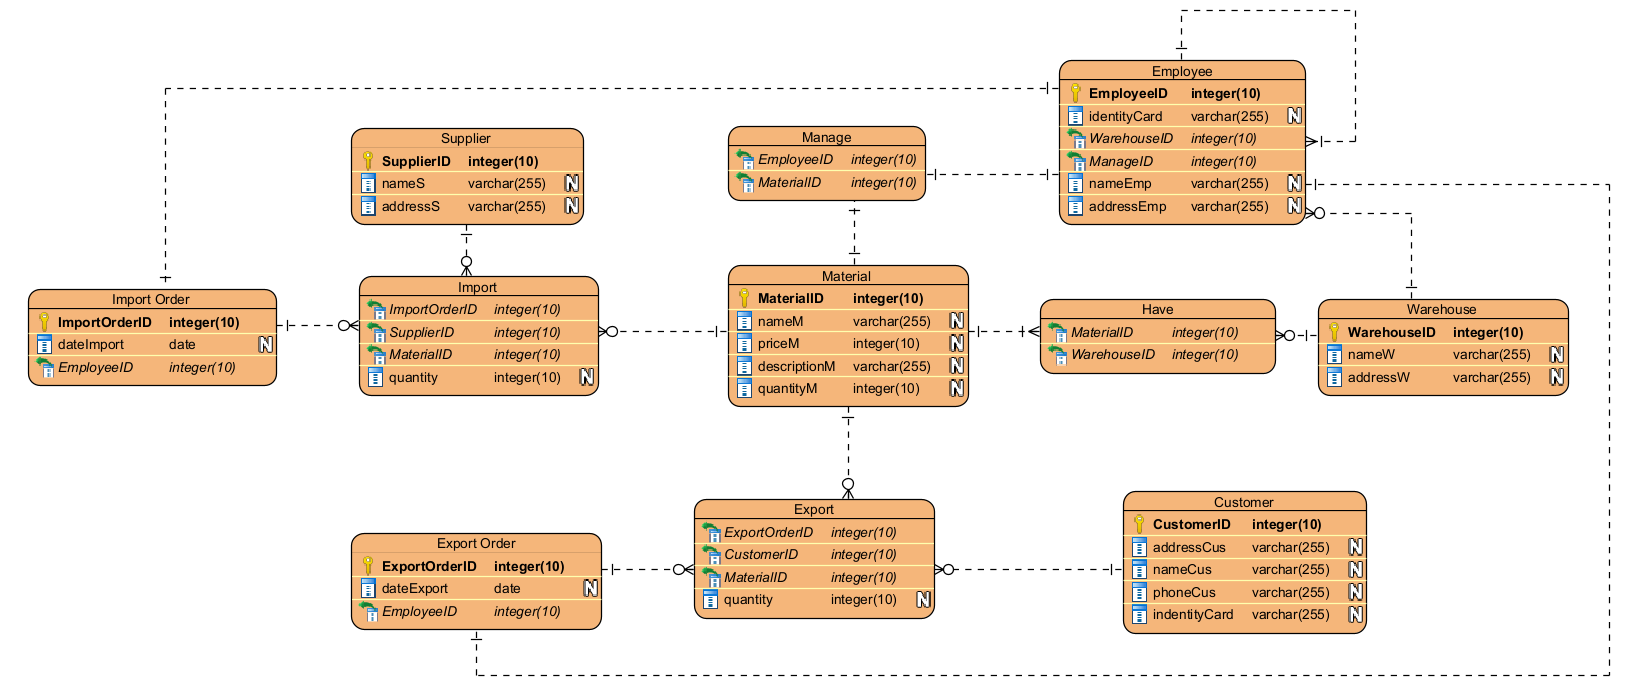 Employee
EmployeeID integer(10)
identityCard varchar(255) N
WarehouseID integer(10)
ManageID integer(10)
nameEmp varchar(255) N
addressEmp varchar(255) N
Supplier
SupplierID integer(10)
nameS varchar(255) N
addressS varchar(255) N
Manage
EmployeeID integer(10)
MaterialID integer(10)
Import Order
ImportOrderID integer(10)
dateImport date N
EmployeeID integer(10)
Import
ImportOrderID integer(10)
SupplierID integer(10)
MaterialID integer(10)
quantity integer(10) N
Material
MaterialID integer(10)
nameM varchar(255) N
priceM integer(10) N
descriptionM varchar(255) N
quantityM integer(10) N
Have
MaterialID integer(10)
WarehouseID integer(10)
Warehouse
WarehouseID integer(10)
nameW varchar(255) N
addressW varchar(255) N
Export Order
ExportOrderID integer(10)
dateExport date N
EmployeeID integer(10)
Export
ExportOrderID integer(10)
CustomerID integer(10)
MaterialID integer(10)
quantity integer(10) N
Customer
CustomerID integer(10)
addressCus varchar(255) N
nameCus varchar(255) N
phoneCus varchar(255) N
indentityCard varchar(255) N